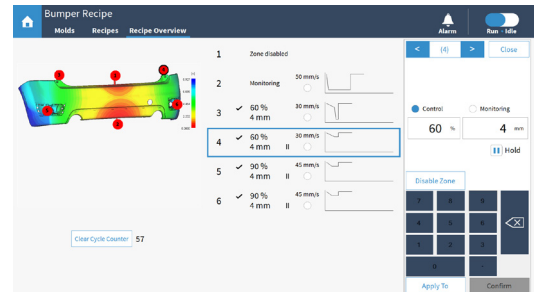 Bumper Recipe
Molds Recipes Recipe Overview
Alarm
Run - Idle
1 Zone disabled
2 Monitoring 50 mm/s
3 60 % 30 mm/s
4 mm
4 60 % 30 mm/s
4 mm
5 90 % 45 mm/s
4 mm
6 90 % 45 mm/s
4 mm
Clear Cycle Counter 57
< (4) > Close
Control Monitoring
60 % 4 mm
Hold
Disable Zone
7 8 9
4 5 6
1 2 3
0
Apply To Confirm